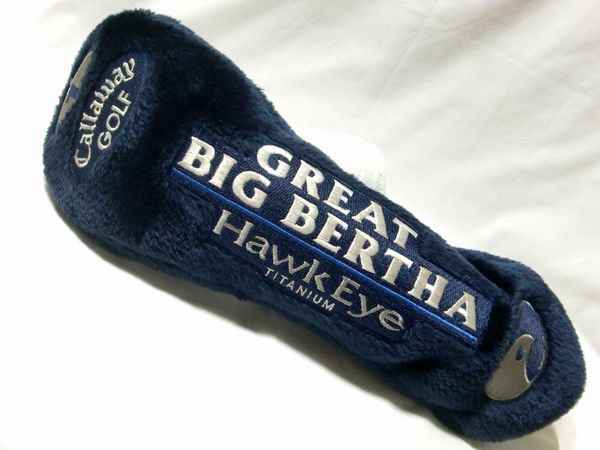 Callaway
GOLF
GREAT
BIG BERTHA
HawkEye
TITANIUM